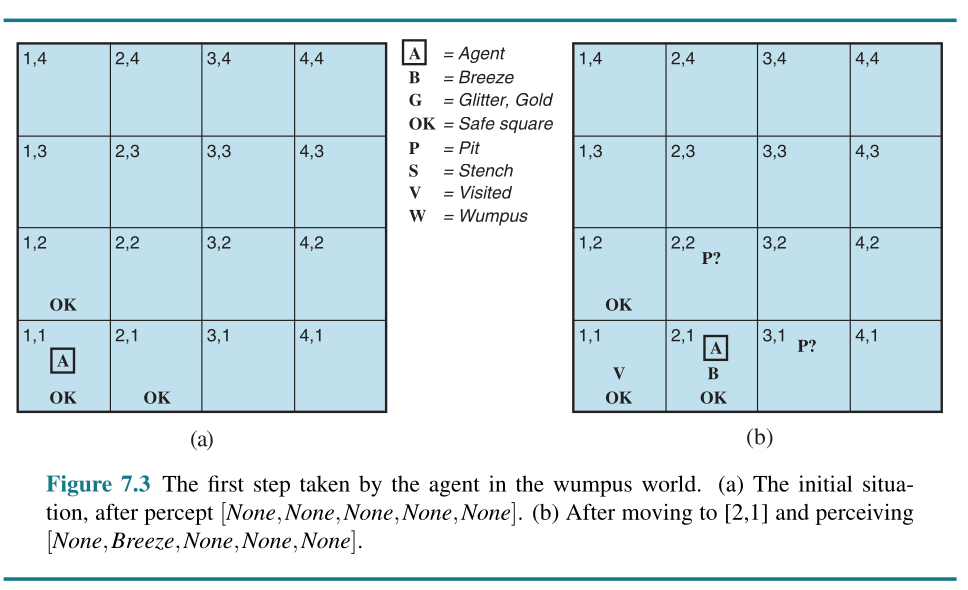 1,4 2,4 3,4 4,4
1,3 2,3 3,3 4,3
1,2 2,2 3,2 4,2
OK
1,1 2,1 3,1 4,1
A
OK OK
(a)
A = Agent
B = Breeze
G = Glitter, Gold
OK = Safe square
P = Pit
S = Stench
V = Visited
W = Wumpus
1,4 2,4 3,4 4,4
1,3 2,3 3,3 4,3
1,2 2,2 3,2 4,2
P?
OK
1,1 2,1 3,1 4,1
A P?
V B
OK OK
(b)
Figure 7.3 The first step taken by the agent in the wumpus world. (a) The initial situa-
tion, after percept [None, None, None, None, None]. (b) After moving to [2,1] and perceiving
[None, Breeze, None, None, None].